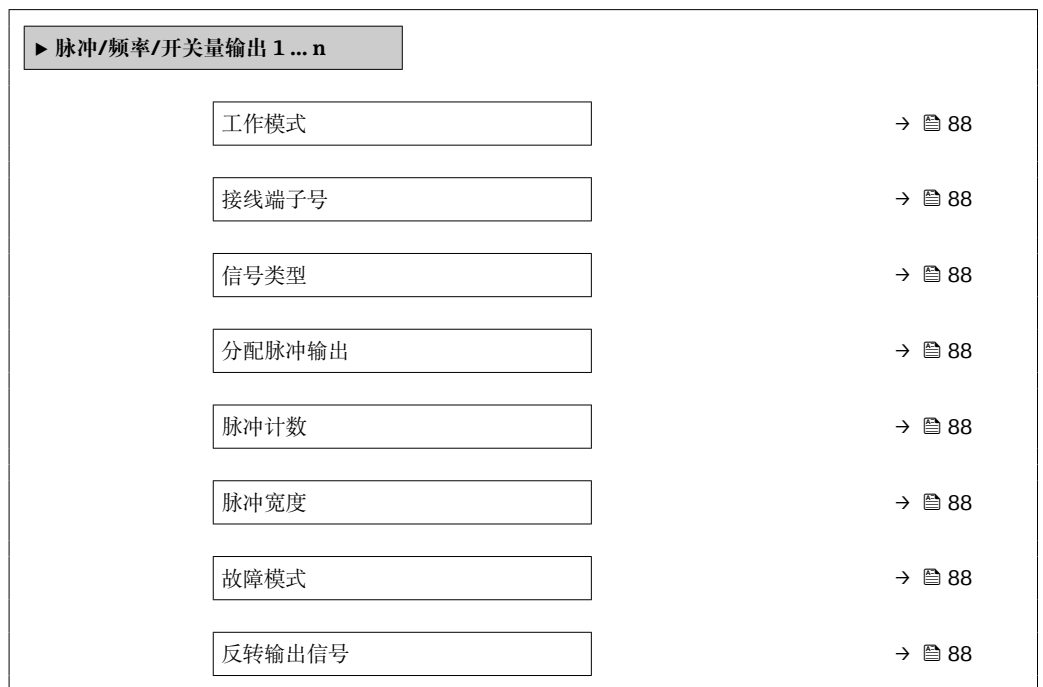 ▶ 脉冲/频率/开关量输出 1 ... n
工作模式 → 🖹 88
接线端子号 → 🖹 88
信号类型 → 🖹 88
分配脉冲输出 → 🖹 88
脉冲计数 → 🖹 88
脉冲宽度 → 🖹 88
故障模式 → 🖹 88
反转输出信号 → 🖹 88